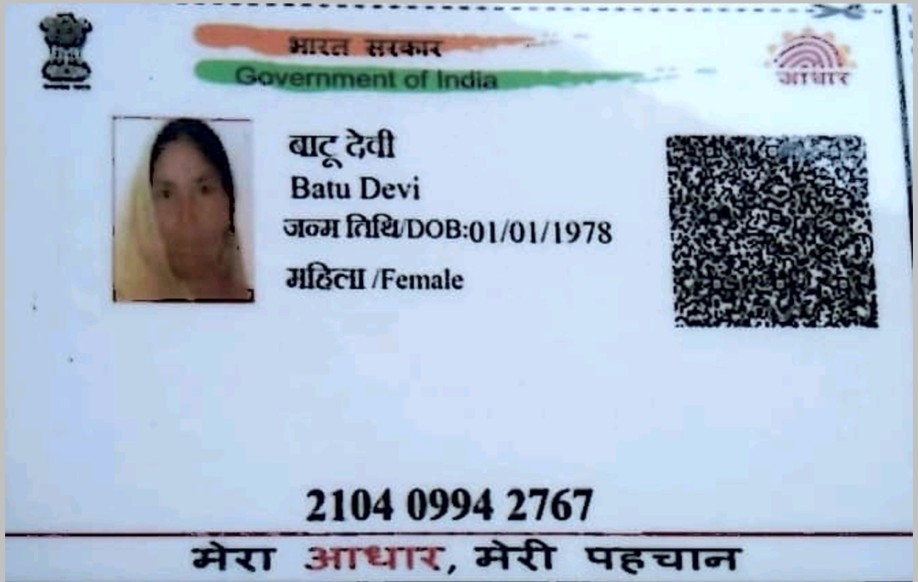 भारत सरकार
Government of India
आधार
बाटू देवी
Batu Devi
जन्म तिथि/DOB:01/01/1978
महिला /Female
2104 0994 2767
मेरा आधार, मेरी पहचान